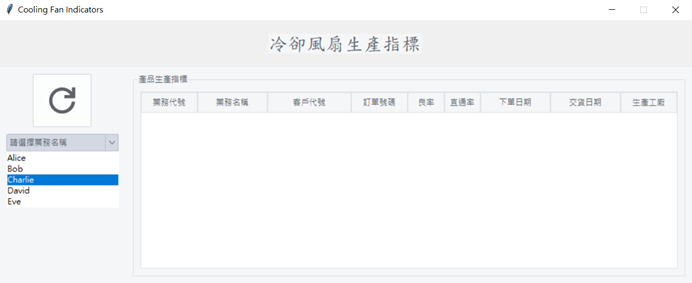 Cooling Fan Indicators
冷卻風扇生產指標
請選擇業務名稱
Alice
Bob
Charlie
David
Eve
產品生產指標
業務代號 業務名稱 客戶代號 訂單號碼 良率 直通率 下單日期 交貨日期 生產工廠